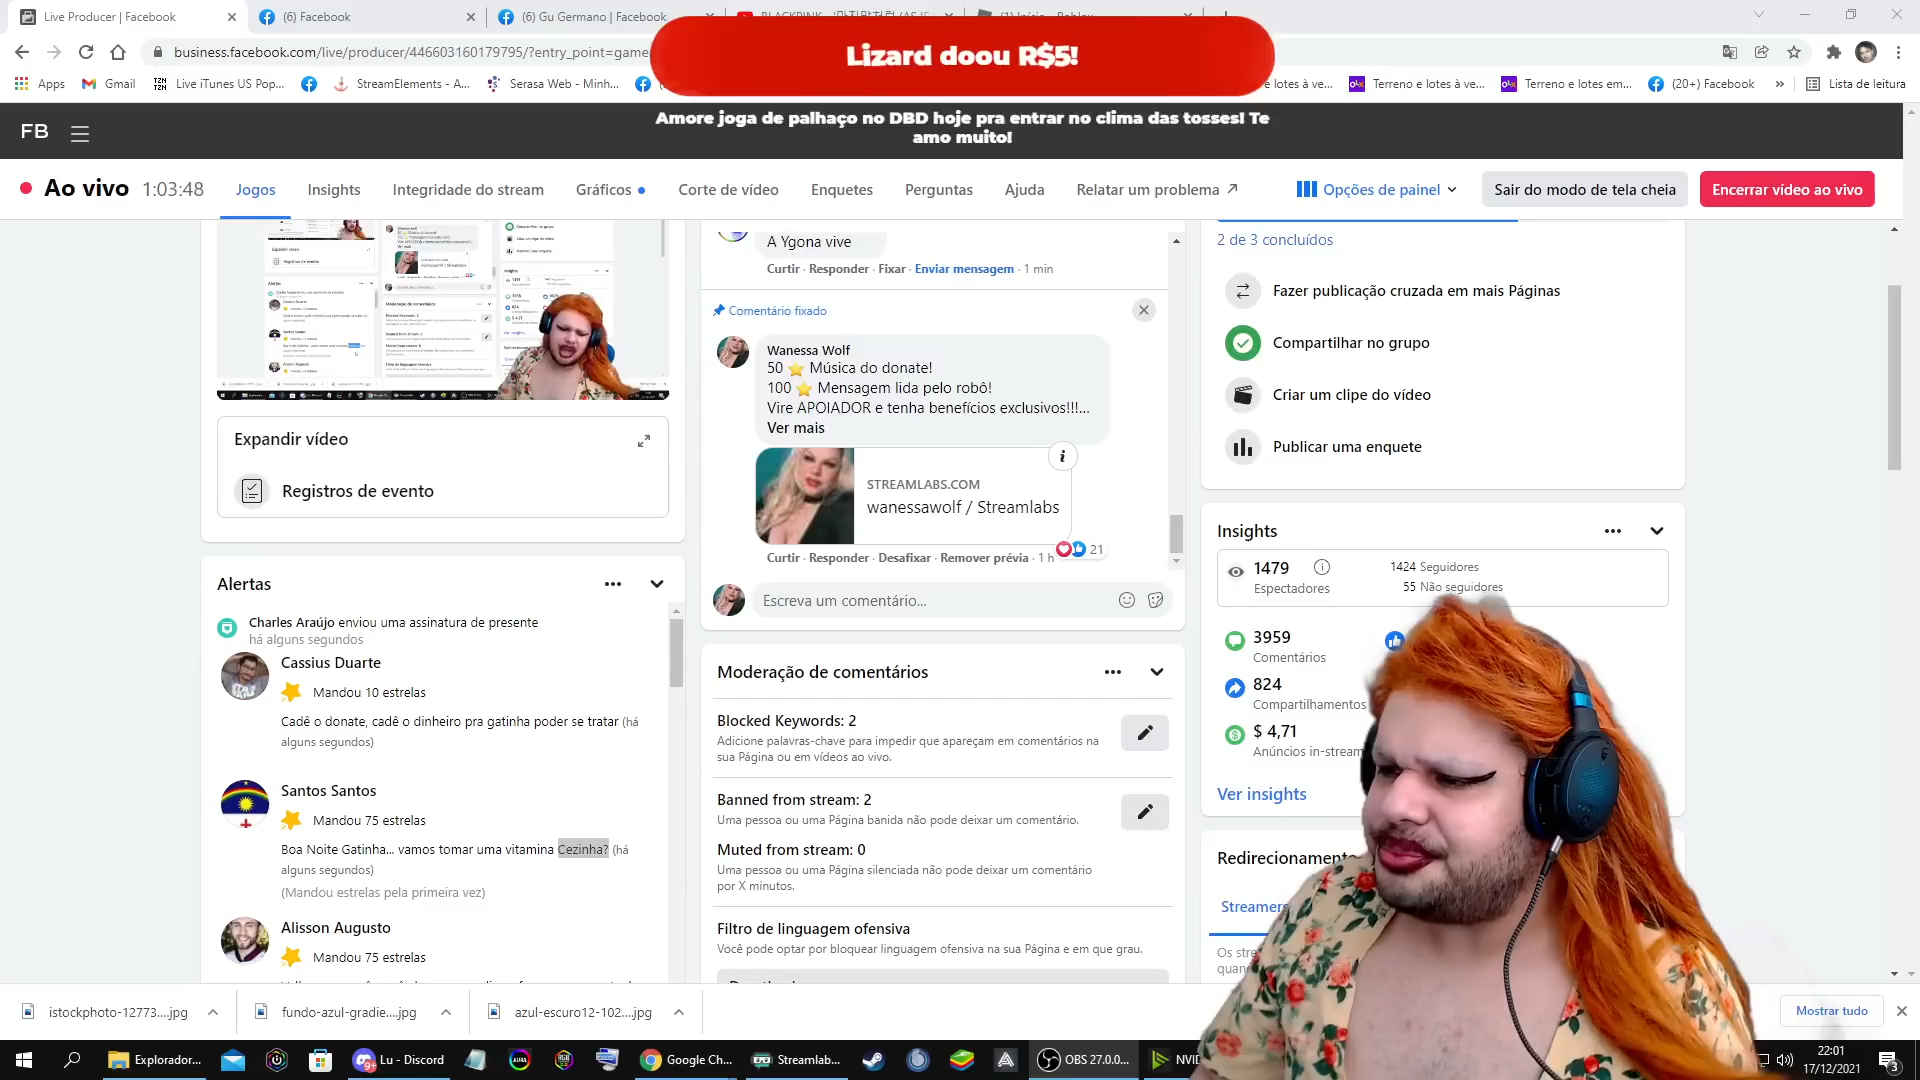 Live Producer | Facebook
(6) Facebook
(6) Gu Germano | Facebook
business.facebook.com/live/producer/446603160179795/?entry_point=game
Lizard doou R$5!
Amore joga de palhaço no DBD hoje pra entrar no clima das tosses! Te
amo muito!
Apps
Gmail
Live iTunes US Pop...
StreamElements - A...
Serasa Web - Minh...
e lotes à ve...
Terreno e lotes à ve...
Terreno e lotes em...
(20+) Facebook
»
Lista de leitura
FB
Ao vivo 1:03:48
Jogos
Insights
Integridade do stream
Gráficos
Corte de vídeo
Enquetes
Perguntas
Ajuda
Relatar um problema
Opções de painel
Sair do modo de tela cheia
Encerrar vídeo ao vivo
Expandir vídeo
Registros de evento
Alertas
Charles Araújo enviou uma assinatura de presente
há alguns segundos
Cassius Duarte
Mandou 10 estrelas
Cadê o donate, cadê o dinheiro pra gatinha poder se tratar (há
alguns segundos)
Santos Santos
Mandou 75 estrelas
Boa Noite Gatinha... vamos tomar uma vitamina Cezinha? (há
alguns segundos)
(Mandou estrelas pela primeira vez)
Alisson Augusto
Mandou 75 estrelas
A Ygona vive
Curtir · Responder · Fixar · Enviar mensagem · 1 min
Comentário fixado
Wanessa Wolf
50 ⭐ Música do donate!
100 ⭐ Mensagem lida pelo robô!
Vire APOIADOR e tenha benefícios exclusivos!!!...
Ver mais
STREAMLABS.COM
wanessawolf / Streamlabs
Curtir · Responder · Desafixar · Remover prévia · 1 h
21
Escreva um comentário...
Moderação de comentários
Blocked Keywords: 2
Adicione palavras-chave para impedir que apareçam em comentários na
sua Página ou em vídeos ao vivo.
Banned from stream: 2
Uma pessoa ou uma Página banida não pode deixar um comentário.
Muted from stream: 0
Uma pessoa ou uma Página silenciada não pode deixar um comentário
por X minutos.
Filtro de linguagem ofensiva
Você pode optar por bloquear linguagem ofensiva na sua Página e em que grau.
2 de 3 concluídos
Fazer publicação cruzada em mais Páginas
Compartilhar no grupo
Criar um clipe do vídeo
Publicar uma enquete
Insights
1479
Espectadores
1424 Seguidores
55 Não seguidores
3959
Comentários
824
Compartilhamentos
$ 4,71
Anúncios in-stream
Ver insights
Redirecionamento
Streamers
Os stre
quand
istockphoto-12773....jpg
fundo-azul-gradie....jpg
azul-escuro12-102....jpg
Mostrar tudo
Explorador...
Lu - Discord
Google Ch...
Streamlab...
OBS 27.0.0...
NVID
22:01
17/12/2021
3